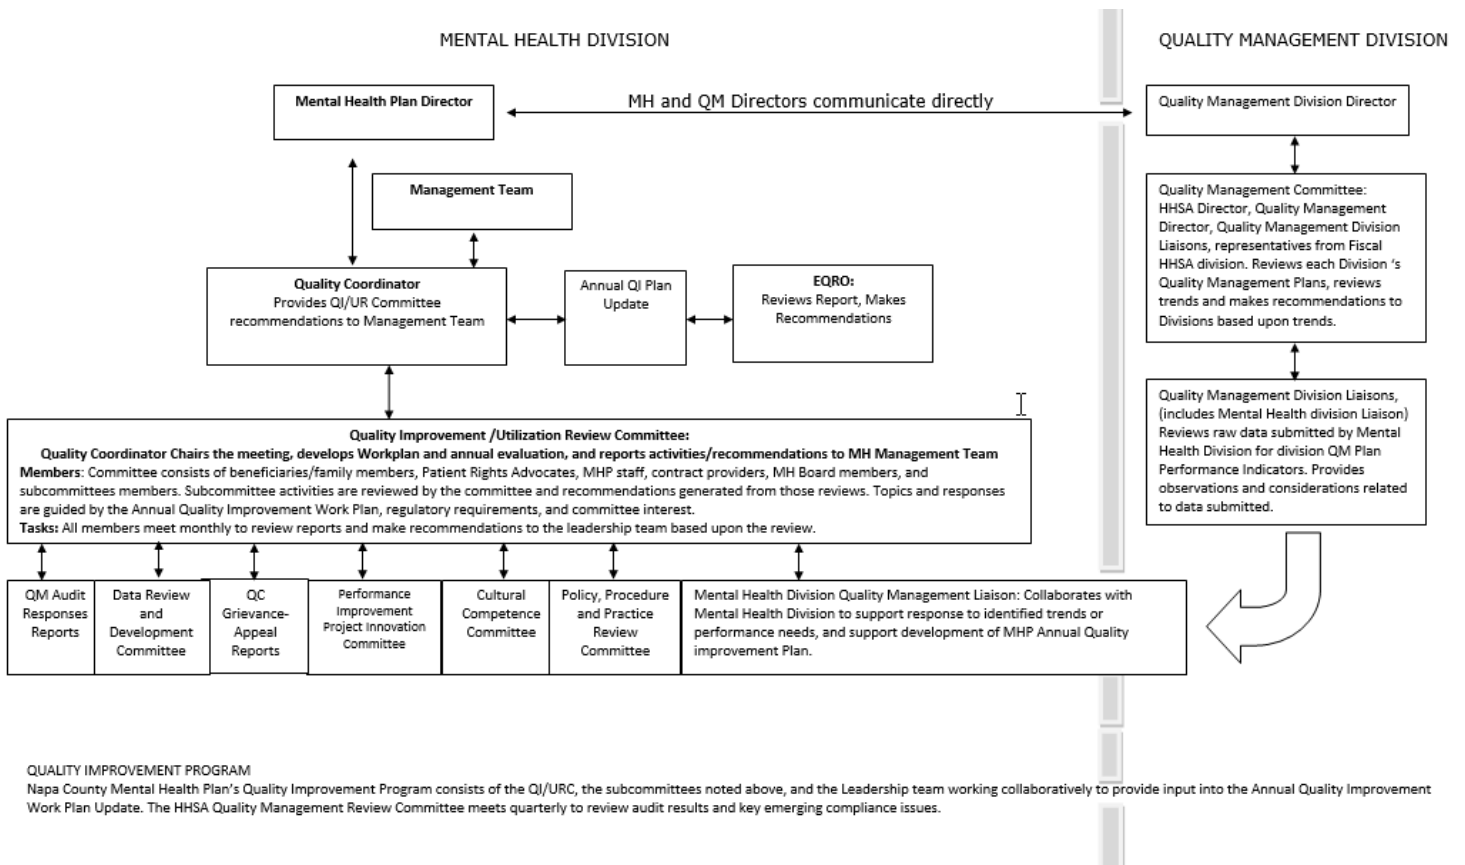 MENTAL HEALTH DIVISION
QUALITY MANAGEMENT DIVISION
Mental Health Plan Director
MH and QM Directors communicate directly
Quality Management Division Director
Management Team
Quality Management Committee:
HHSA Director, Quality Management
Director, Quality Management Division
Liaisons, representatives from Fiscal
HHSA division. Reviews each Division 's
Quality Management Plans, reviews
trends and makes recommendations to
Divisions based upon trends.
Quality Coordinator
Provides QI/UR Committee
recommendations to Management Team
Annual QI Plan
Update
EQRO:
Reviews Report, Makes
Recommendations
Quality Management Division Liaisons,
(includes Mental Health division Liaison)
Reviews raw data submitted by Mental
Health Division for division QM Plan
Performance Indicators. Provides
observations and considerations related
to data submitted.
Quality Improvement /Utilization Review Committee:
Quality Coordinator Chairs the meeting, develops Workplan and annual evaluation, and reports activities/recommendations to MH Management Team
Members: Committee consists of beneficiaries/family members, Patient Rights Advocates, MHP staff, contract providers, MH Board members, and
subcommittees members. Subcommittee activities are reviewed by the committee and recommendations generated from those reviews. Topics and responses
are guided by the Annual Quality Improvement Work Plan, regulatory requirements, and committee interest.
Tasks: All members meet monthly to review reports and make recommendations to the leadership team based upon the review.
QM Audit
Responses
Reports
Data Review
and
Development
Committee
QC
Grievance-
Appeal
Reports
Performance
Improvement
Project Innovation
Committee
Cultural
Competence
Committee
Policy, Procedure
and Practice
Review
Committee
Mental Health Division Quality Management Liaison: Collaborates with
Mental Health Division to support response to identified trends or
performance needs, and support development of MHP Annual Quality
improvement Plan.
QUALITY IMPROVEMENT PROGRAM
Napa County Mental Health Plan's Quality Improvement Program consists of the QI/URC, the subcommittees noted above, and the Leadership team working collaboratively to provide input into the Annual Quality Improvement
Work Plan Update. The HHSA Quality Management Review Committee meets quarterly to review audit results and key emerging compliance issues.